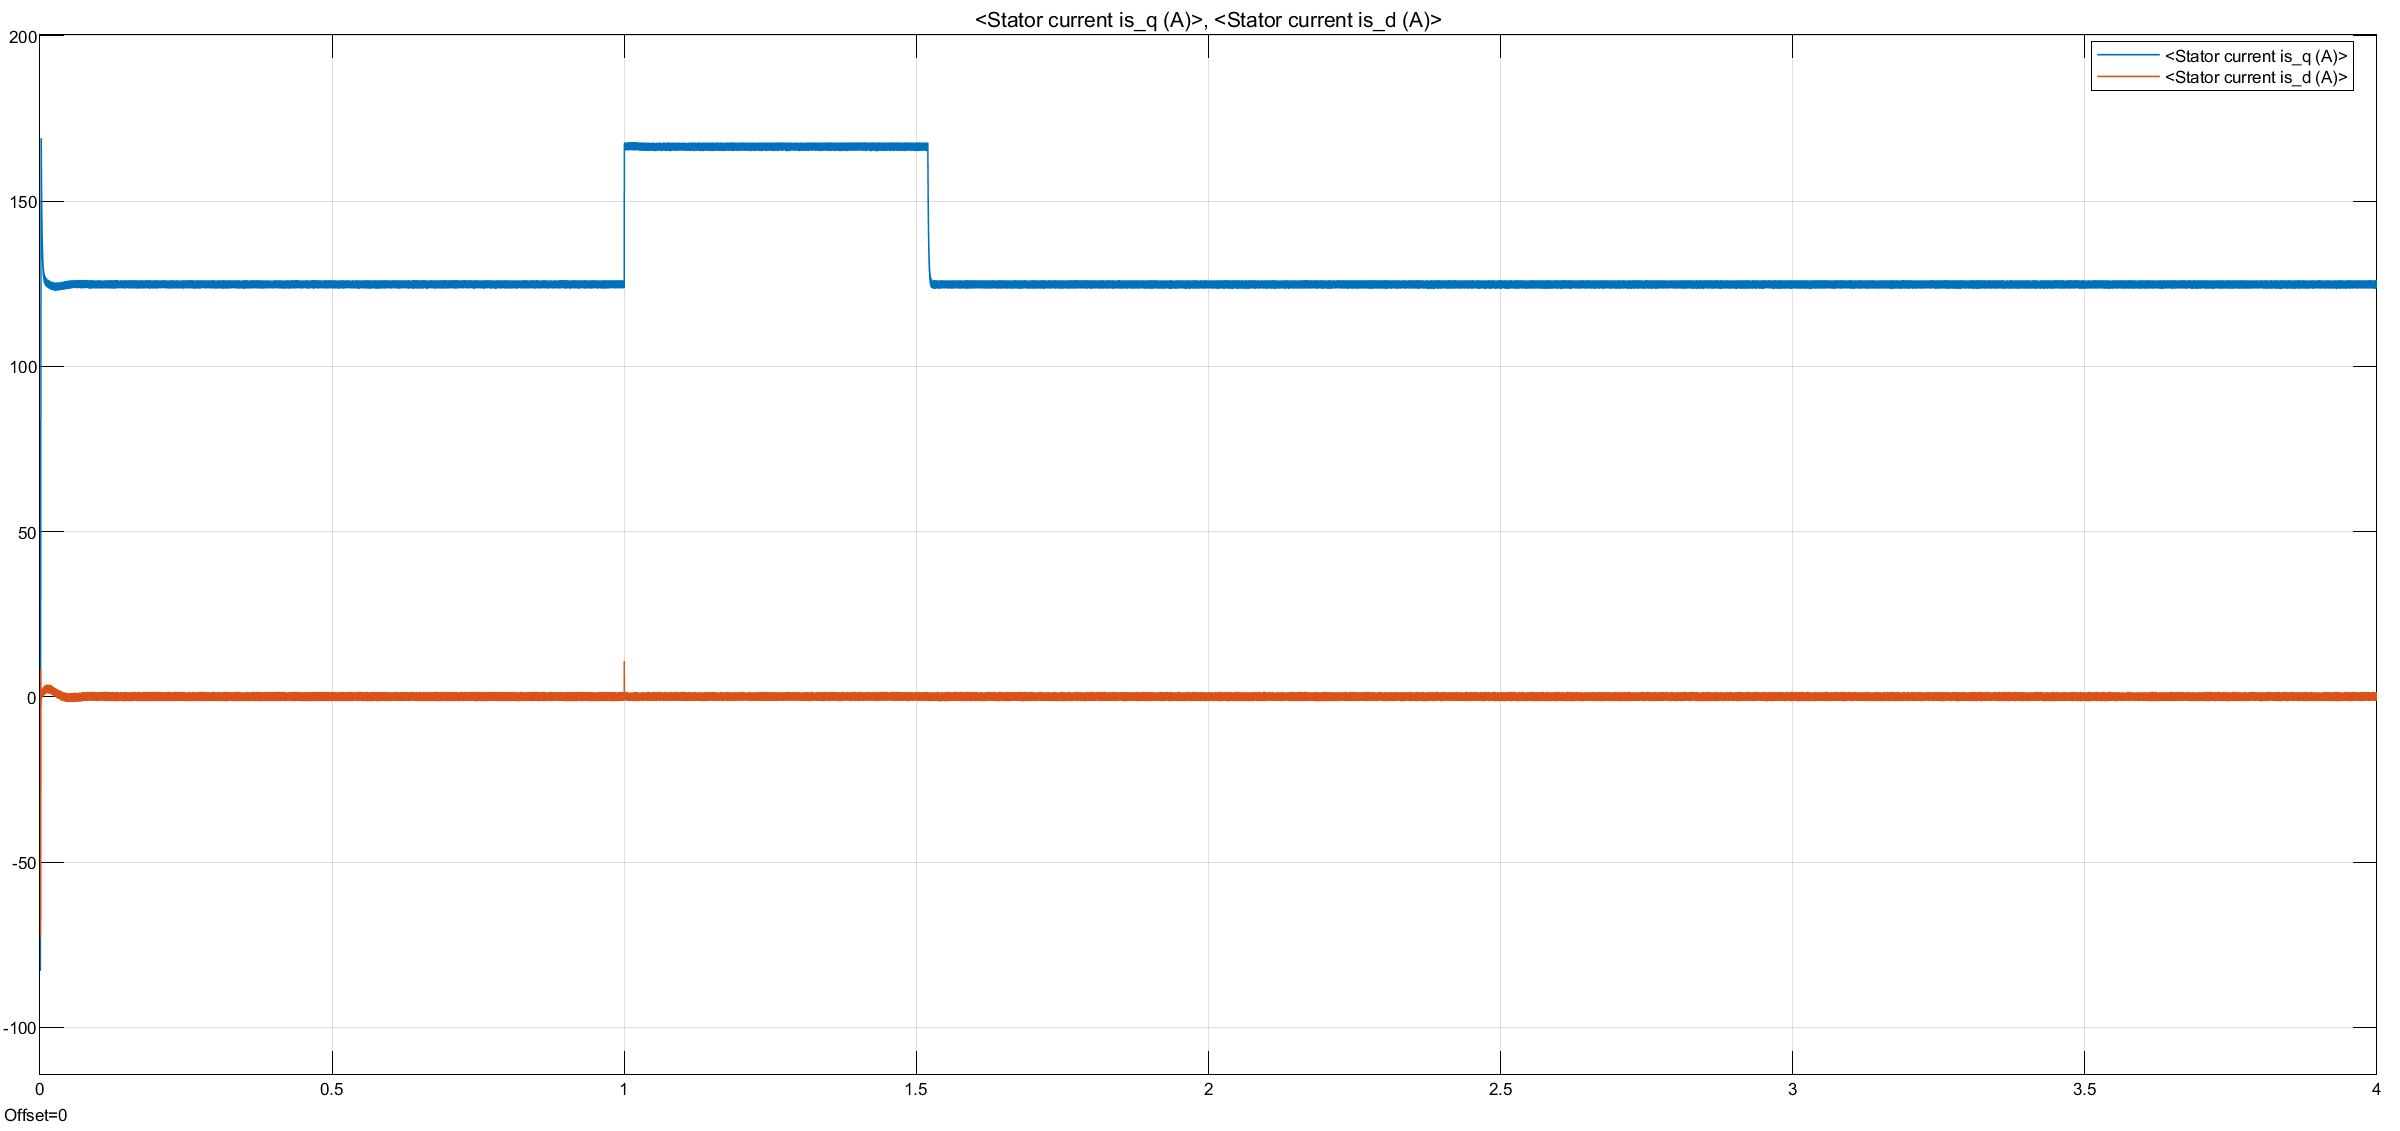 <Stator current is_q (A)>, <Stator current is_d (A)>
<Stator current is_q (A)>
<Stator current is_d (A)>
200
150
100
50
0
-50
-100
0 0.5 1 1.5 2 2.5 3 3.5 4
Offset=0